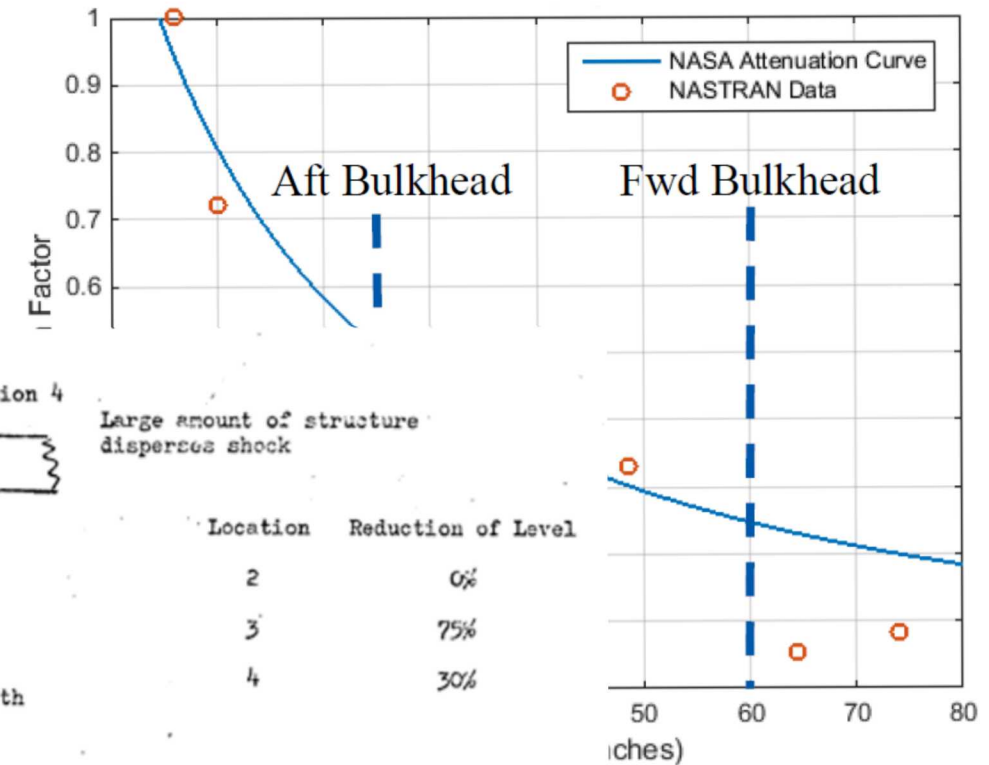 1
0.9
0.8
0.7
0.6
Factor
NASA Attenuation Curve
NASTRAN Data
Aft Bulkhead
Fwd Bulkhead
ion 4
Large amount of structure
disperses shock
Location Reduction of Level
2 0%
3 75%
4 30%
th
50 60 70 80
ches)